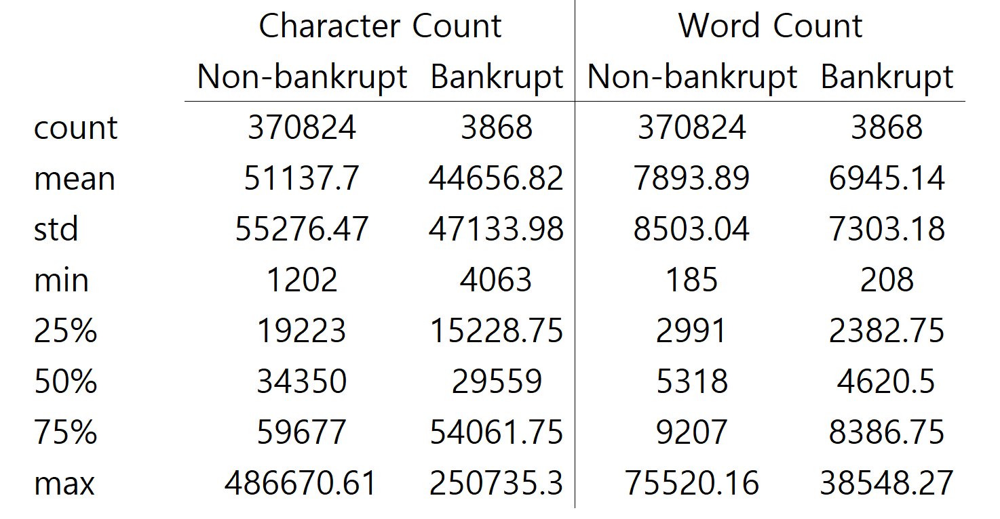 Character Count Word Count
Non-bankrupt Bankrupt Non-bankrupt Bankrupt
count 370824 3868 370824 3868
mean 51137.7 44656.82 7893.89 6945.14
std 55276.47 47133.98 8503.04 7303.18
min 1202 4063 185 208
25% 19223 15228.75 2991 2382.75
50% 34350 29559 5318 4620.5
75% 59677 54061.75 9207 8386.75
max 486670.61 250735.3 75520.16 38548.27